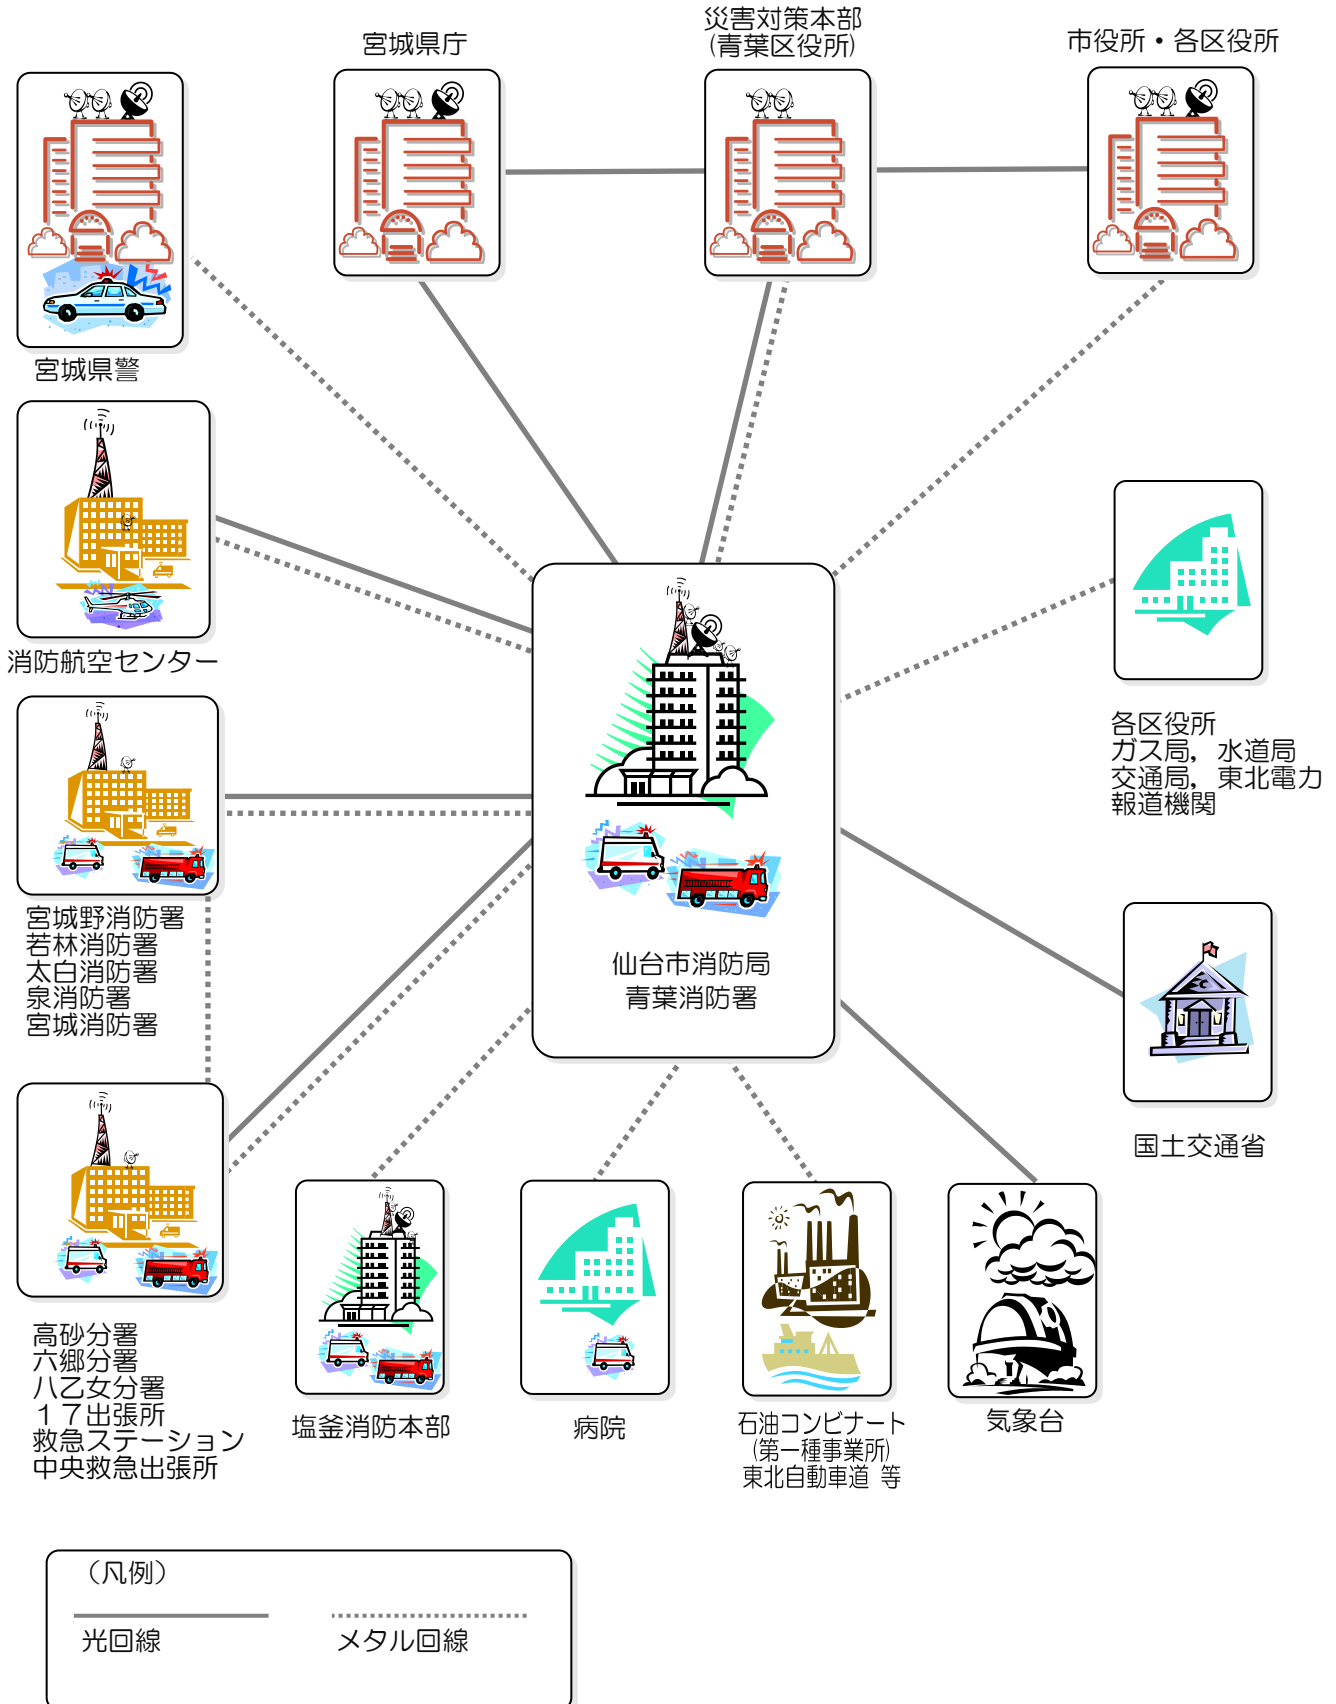 宮城県庁
災害対策本部
(青葉区役所)
市役所・各区役所
宮城県警
消防航空センター
各区役所
ガス局，水道局
交通局，東北電力
報道機関
宮城野消防署
若林消防署
太白消防署
泉消防署
宮城消防署
仙台市消防局
青葉消防署
国土交通省
高砂分署
六郷分署
八乙女分署
１７出張所
救急ステーション
中央救急出張所
塩釜消防本部
病院
石油コンビナート
(第一種事業所)
東北自動車道 等
気象台
（凡例）
光回線
メタル回線